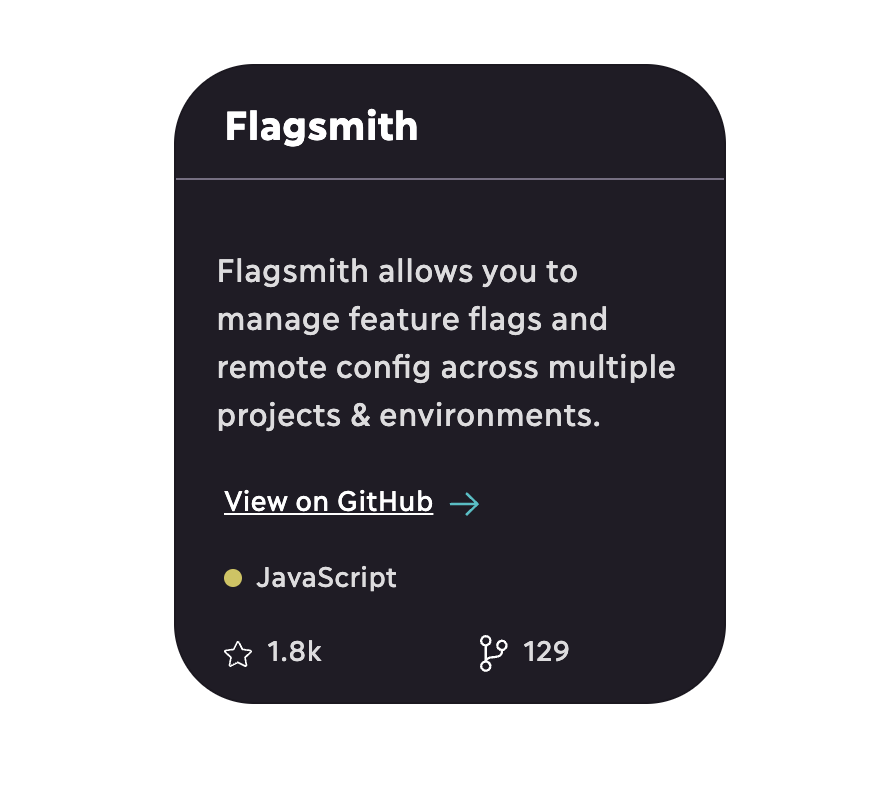 Flagsmith
Flagsmith allows you to
manage feature flags and
remote config across multiple
projects & environments.
View on GitHub
JavaScript
1.8k 129